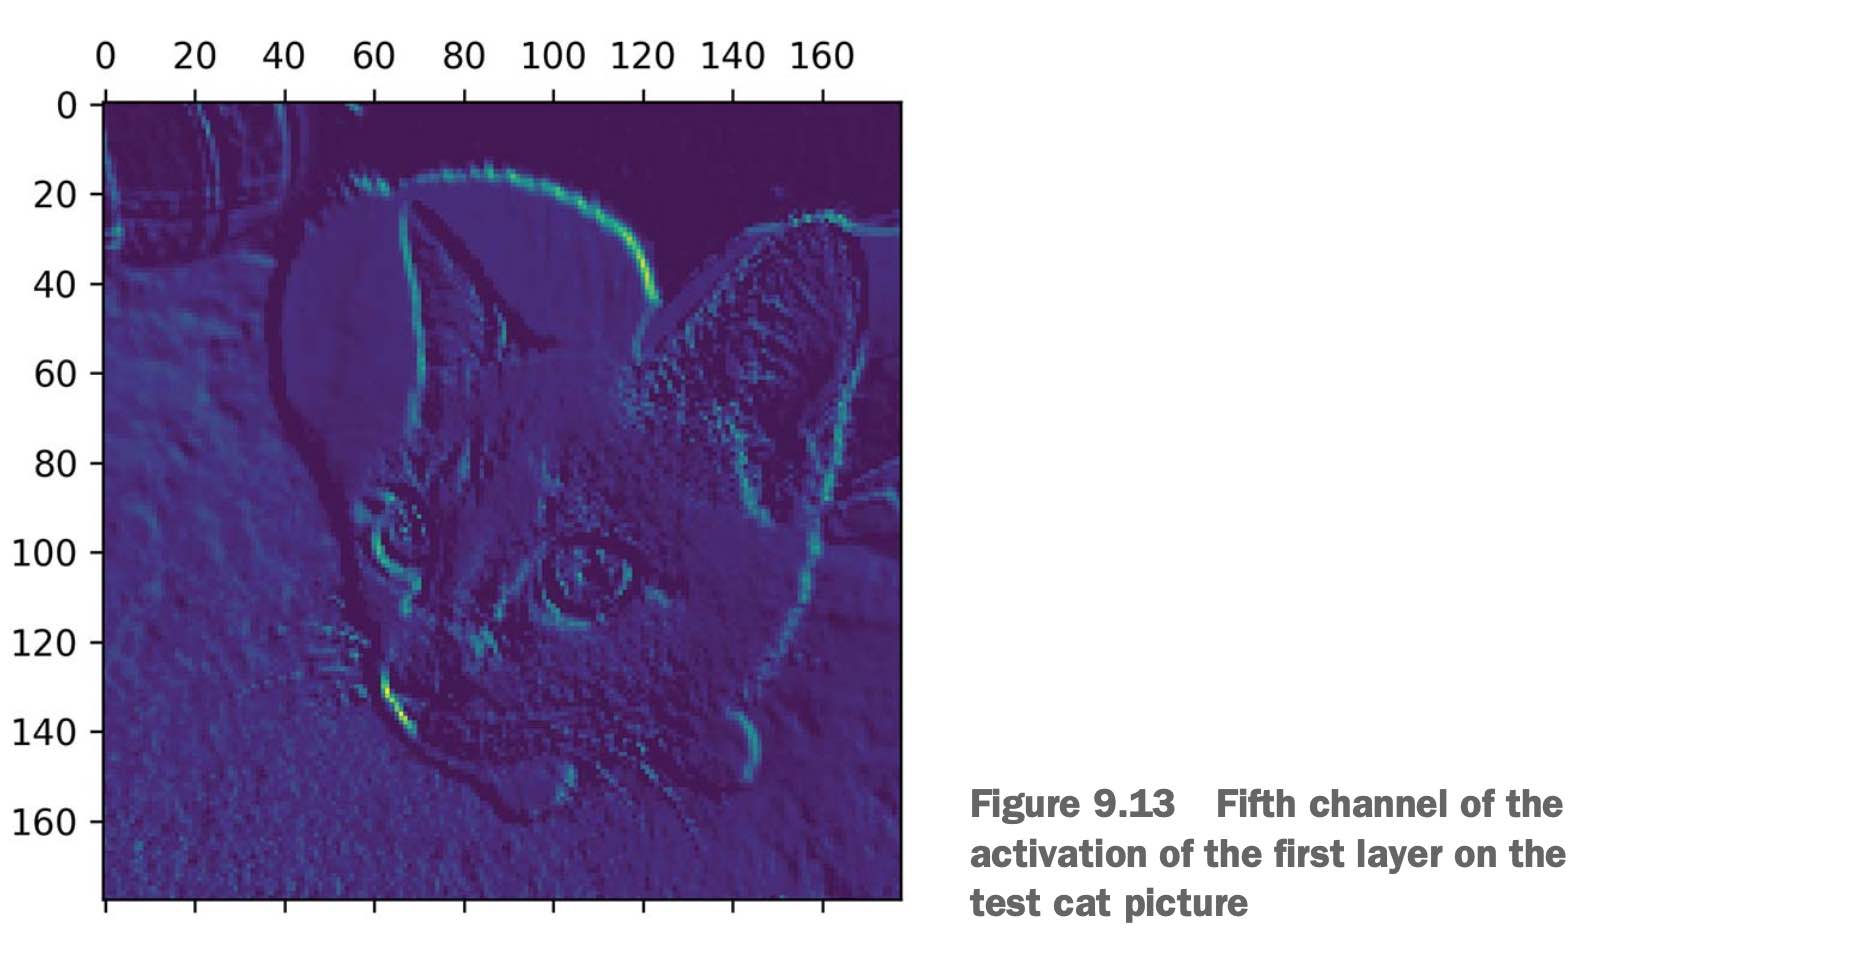 0 20 40 60 80 100 120 140 160
0
20
40
60
80
100
120
140
160
Figure 9.13 Fifth channel of the
activation of the first layer on the
test cat picture